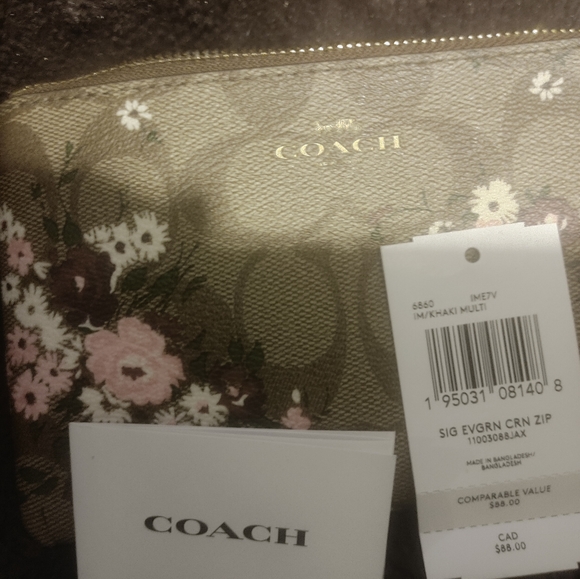 COACH
6860 IME7V
IM/KHAKI MULTI
1 95031 08140 8
SIG EVGRN CRN ZIP
11003088JAX
MADE IN BANGLADESH/
BANGLADESH
COMPARABLE VALUE
$88.00
CAD
$88.00
COACH